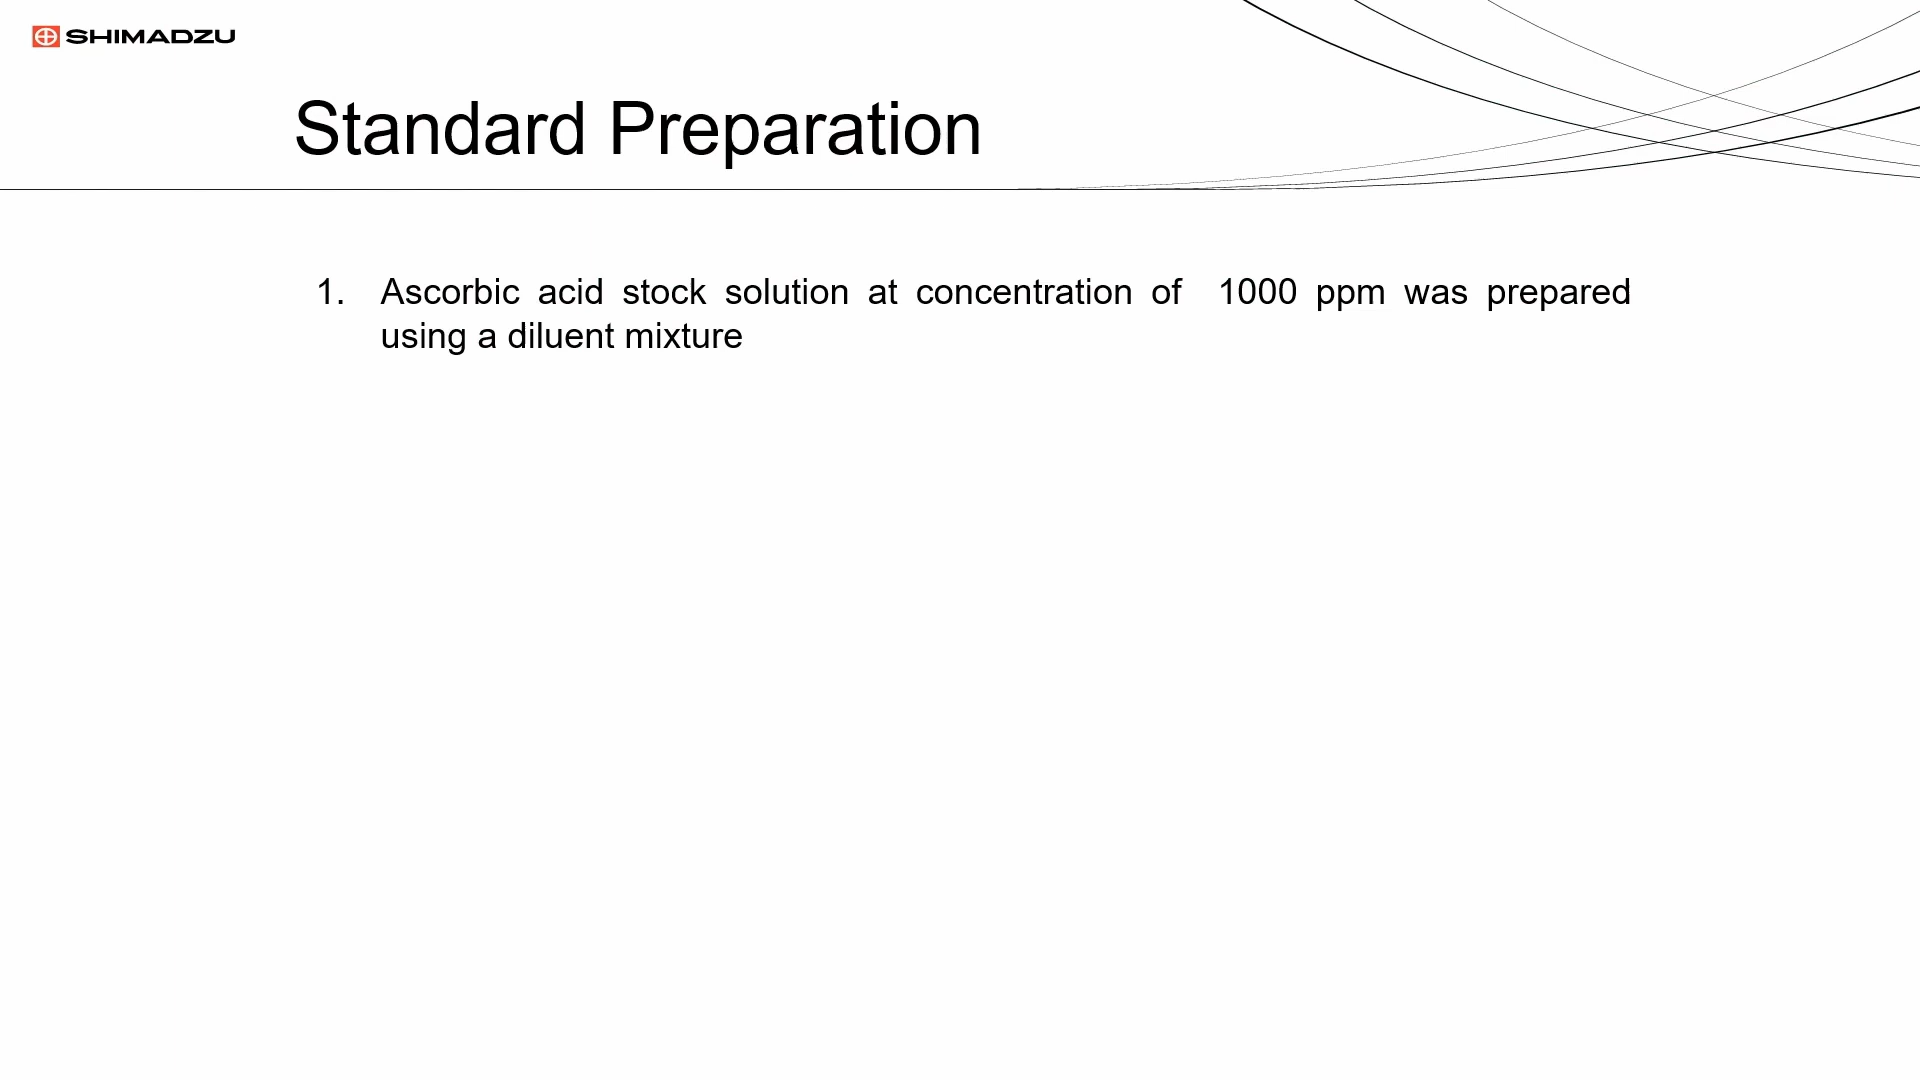 SHIMADZU
Standard Preparation
1. Ascorbic acid stock solution at concentration of 1000 ppm was prepared
using a diluent mixture